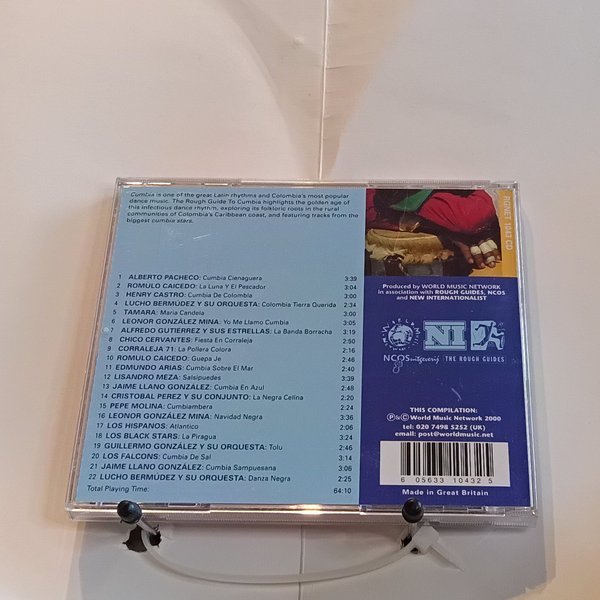 Cumbia is one of the great Latin rhythms and Colombia's most popular
dance music. The Rough Guide To Cumbia highlights the golden age of
this infectious dance rhythm, exploring its folkloric roots in the rural
communities of Colombia's Caribbean coast, and featuring tracks from the
biggest cumbia stars.
1 ALBERTO PACHECO: Cumbia Cienaguera 3:39
2 ROMULO CAICEDO: La Luna Y El Pescador 3:04
3 HENRY CASTRO: Cumbia De Colombia 3:00
4 LUCHO BERMÚDEZ Y SU ORQUESTA: Colombia Tierra Querida 2:34
5 TAMARA: Maria Candela 3:05
6 LEONOR GONZÁLEZ MINA: Yo Me Llamo Cumbia 3:05
7 ALFREDO GUTIERREZ Y SUS ESTRELLAS: La Banda Borracha 3:19
8 CHICO CERVANTES: Fiesta En Corraleja 2:51
9 CORRALEJA 71: La Pollera Colora 2:16
10 ROMULO CAICEDO: Guepa Je 2:46
11 EDMUNDO ARIAS: Cumbia Sobre El Mar 2:20
12 LISANDRO MEZA: Salsipuedes 2:39
13 JAIME LLANO GONZÁLEZ: Cumbia En Azul 2:48
14 CRISTOBAL PEREZ Y SU CONJUNTO: La Negra Celina 2:20
15 PEPE MOLINA: Cumbiambera 2:24
16 LEONOR GONZÁLEZ MINA: Navidad Negra 3:36
17 LOS HISPANOS: Atlantico 2:06
18 LOS BLACK STARS: La Piragua 3:24
19 GUILLERMO GONZÁLEZ Y SU ORQUESTA: Tolu 2:46
20 LOS FALCONS: Cumbia De Sal 3:14
21 JAIME LLANO GONZÁLEZ: Cumbia Sampuesana 3:08
22 LUCHO BERMÚDEZ Y SU ORQUESTA: Danza Negra 3:25
Total Playing Time: 64:10
RGNET 1043 CD
Produced by WORLD MUSIC NETWORK
in association with ROUGH GUIDES, NCOS
and NEW INTERNATIONALIST
NI
NCOS uitgeverij THE ROUGH GUIDES
THIS COMPILATION:
℗&© World Music Network 2000
tel: 020 7498 5252 (UK)
email: post@worldmusic.net
6 05633 10432 5
Made in Great Britain